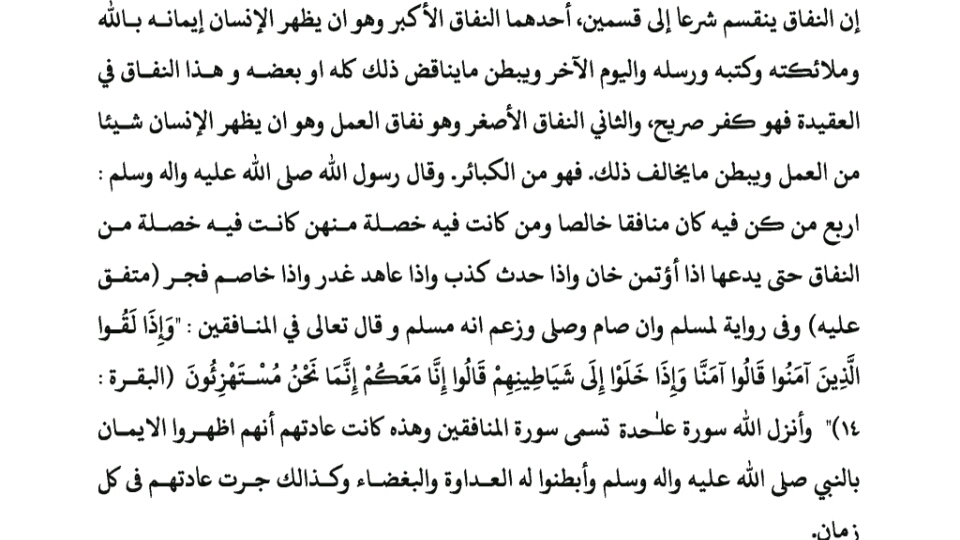 إن النفاق ينقسم شرعا إلى قسمين، أحدهما النفاق الأكبر وهو ان يظهر الإنسان إيمانه بالله
وملائكته وكتبه ورسله واليوم الآخر ويبطن مايناقض ذلك كله او بعضه و هذا النفاق في
العقيدة فهو كفر صريح، والثاني النفاق الأصغر وهو نفاق العمل وهو ان يظهر الإنسان شيئا
من العمل ويبطن مايخالف ذلك. فهو من الكبائر. وقال رسول الله صلى الله عليه واله وسلم :
اربع من كن فيه كان منافقا خالصا ومن كانت فيه خصلة منهن كانت فيه خصلة من
النفاق حتى يدعها اذا أؤتمن خان واذا حدث كذب واذا عاهد غدر واذا خاصم فجر (متفق
عليه) وفى رواية لمسلم وان صام وصلى وزعم انه مسلم و قال تعالى في المنافقين : "وَإِذَا لَقُوا
الَّذِينَ آمَنُوا قَالُوا آمَنَّا وَإِذَا خَلَوْا إِلَى شَيَاطِينِهِمْ قَالُوا إِنَّا مَعَكُمْ إِنَّمَا نَحْنُ مُسْتَهْزِئُونَ (البقرة :
١٤)" وأنزل الله سورة علٰحدة تسمى سورة المنافقين وهذه كانت عادتهم أنهم اظهروا الايمان
بالنبي صلى الله عليه واله وسلم وأبطنوا له العداوة والبغضاء وكذالك جرت عادتهم فى كل
زمان.